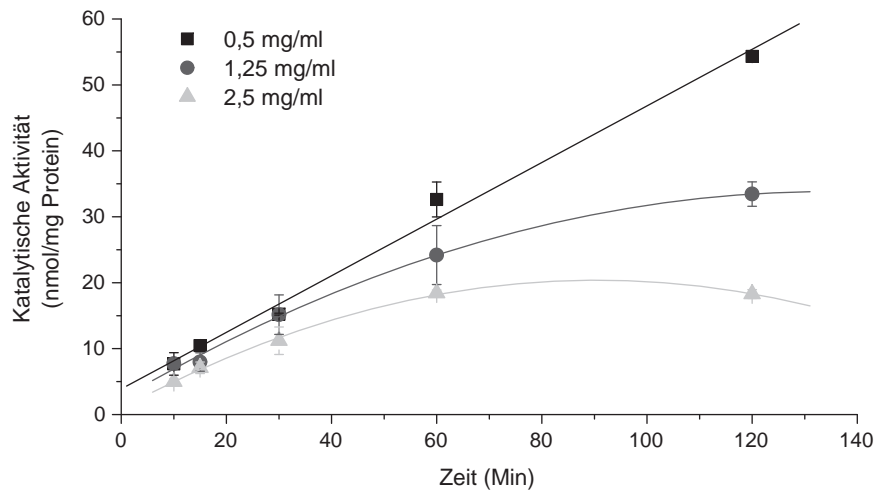 60
50
40
30
20
10
0
Katalytische Aktivität
(nmol/mg Protein)
0,5 mg/ml
1,25 mg/ml
2,5 mg/ml
0 20 40 60 80 100 120 140
Zeit (Min)